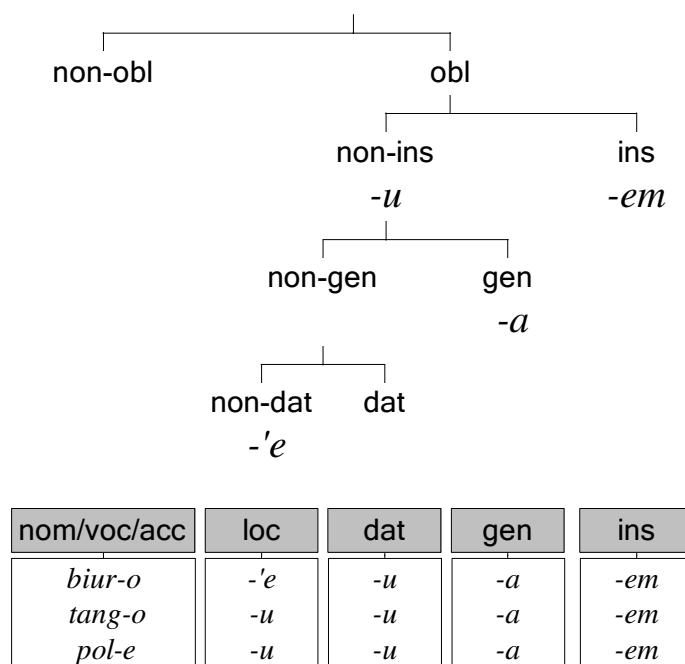 non-obl obl
non-ins ins
-u -em
non-gen gen
-a
non-dat dat
-'e
nom/voc/acc loc dat gen ins
biur-o -'e -u -a -em
tang-o -u -u -a -em
pol-e -u -u -a -em